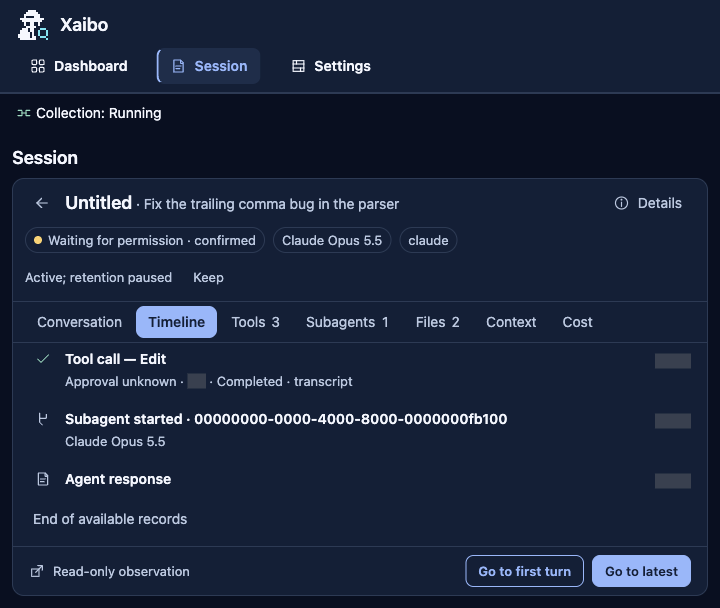 Xaibo
Dashboard Session Settings
Collection: Running
Session
Untitled · Fix the trailing comma bug in the parser Details
Waiting for permission · confirmed Claude Opus 5.5 claude
Active; retention paused Keep
Conversation Timeline Tools 3 Subagents 1 Files 2 Context Cost
Tool call — Edit
Approval unknown · · Completed · transcript
Subagent started · 00000000-0000-4000-8000-0000000fb100
Claude Opus 5.5
Agent response
End of available records
Read-only observation Go to first turn Go to latest